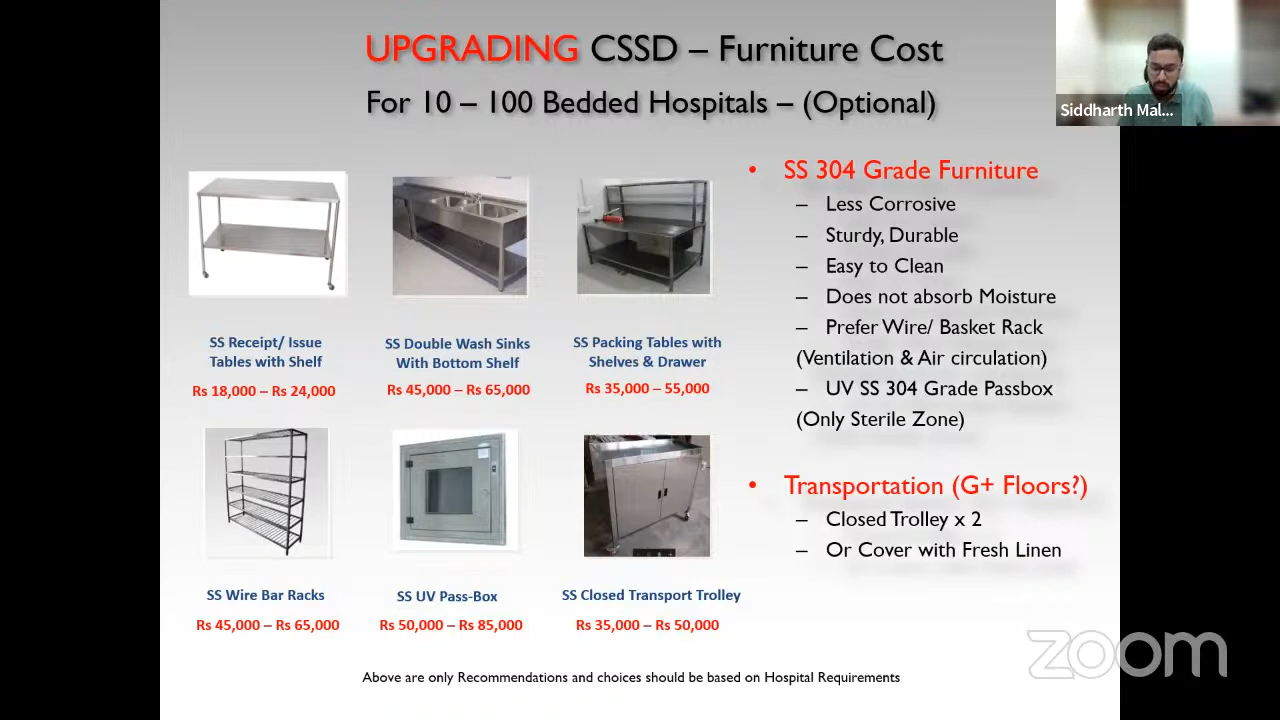 UPGRADING CSSD – Furniture Cost
For 10 – 100 Bedded Hospitals – (Optional)
Siddharth Mal...
SS Receipt/ Issue
Tables with Shelf
Rs 18,000 – Rs 24,000
SS Double Wash Sinks
With Bottom Shelf
Rs 45,000 – Rs 65,000
SS Packing Tables with
Shelves & Drawer
Rs 35,000 – 55,000
SS Wire Bar Racks
Rs 45,000 – Rs 65,000
SS UV Pass-Box
Rs 50,000 – Rs 85,000
SS Closed Transport Trolley
Rs 35,000 – Rs 50,000
• SS 304 Grade Furniture
– Less Corrosive
– Sturdy, Durable
– Easy to Clean
– Does not absorb Moisture
– Prefer Wire/ Basket Rack
(Ventilation & Air circulation)
– UV SS 304 Grade Passbox
(Only Sterile Zone)
• Transportation (G+ Floors?)
– Closed Trolley x 2
– Or Cover with Fresh Linen
zoom
Above are only Recommendations and choices should be based on Hospital Requirements